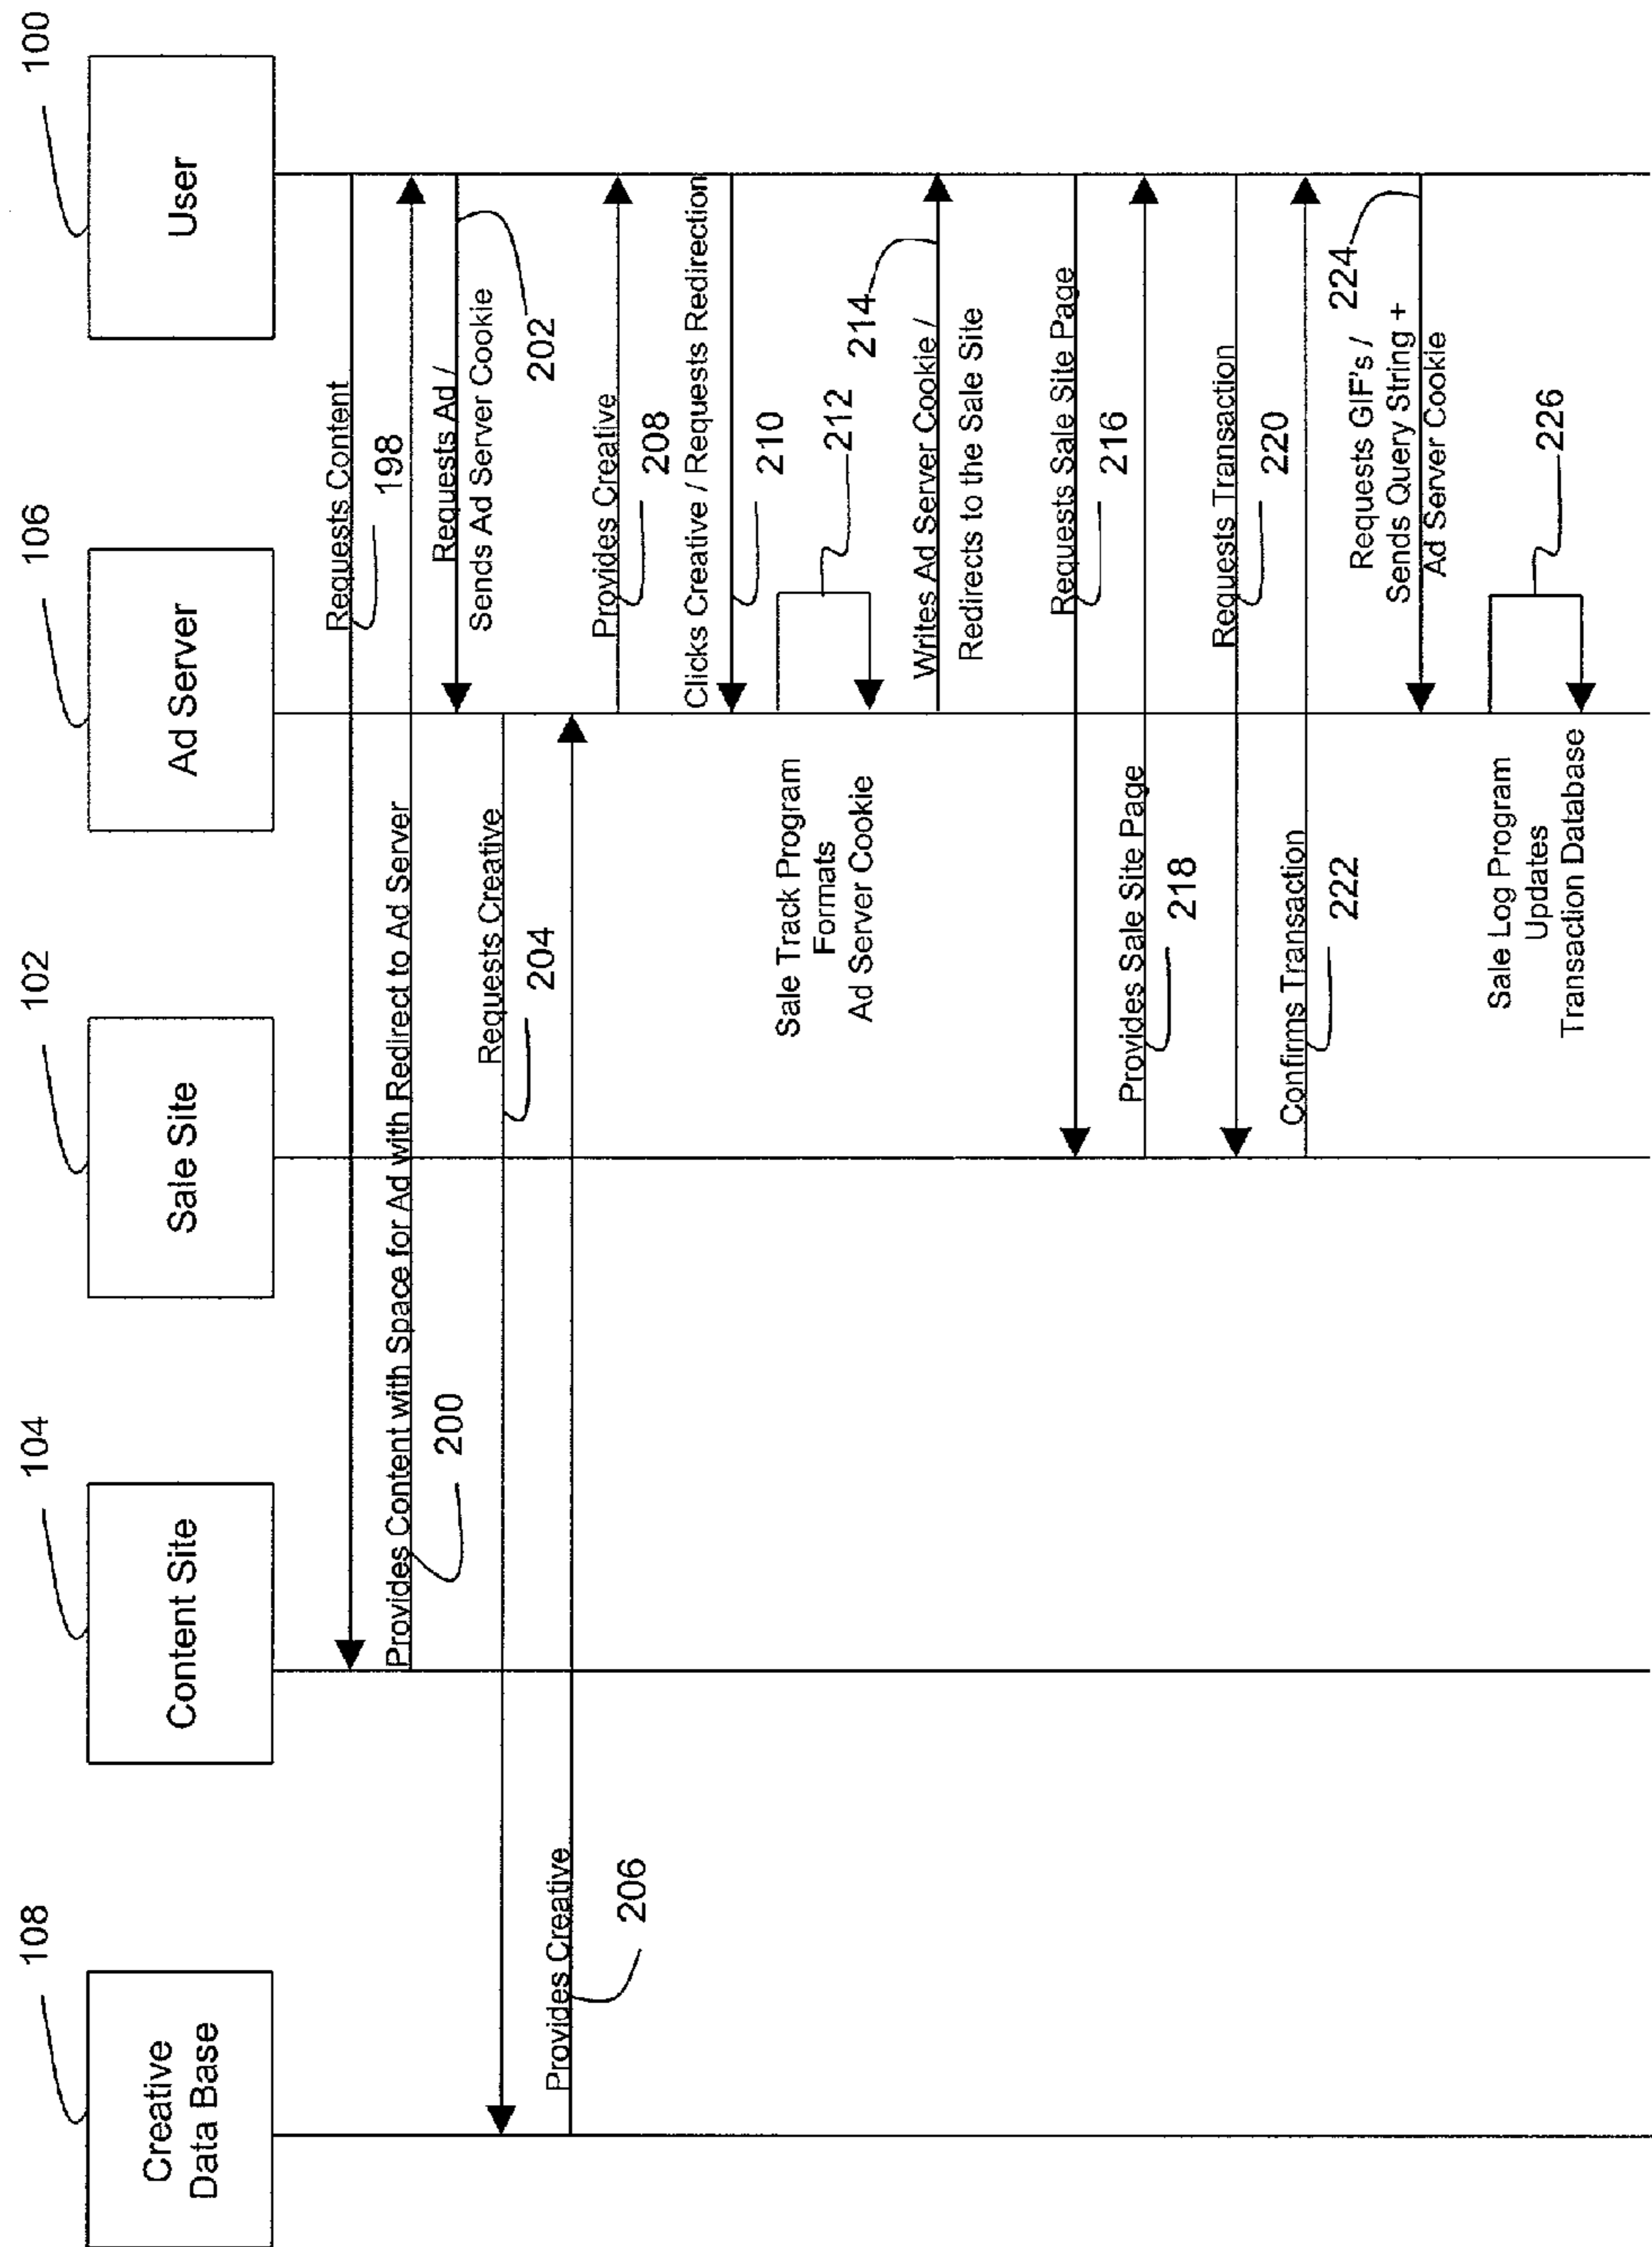 108
104
102
106
100
Creative
Data Base
Content Site
Sale Site
Ad Server
User
Requests Content
198
Provides Content with Space for Ad with Redirect to Ad Server
200
Requests Ad /
Sends Ad Server Cookie
202
Requests Creative
204
Provides Creative
206
Provides Creative
208
Clicks Creative / Requests Redirection
210
212
Sale Track Program
Formats
Ad Server Cookie
214
Writes Ad Server Cookie /
Redirects to the Sale Site
Requests Sale Site Page
216
Provides Sale Site Page
218
Requests Transaction
220
Confirms Transaction
222
224
Requests GIF's /
Sends Query String +
Ad Server Cookie
226
Sale Log Program
Updates
Transaction Database